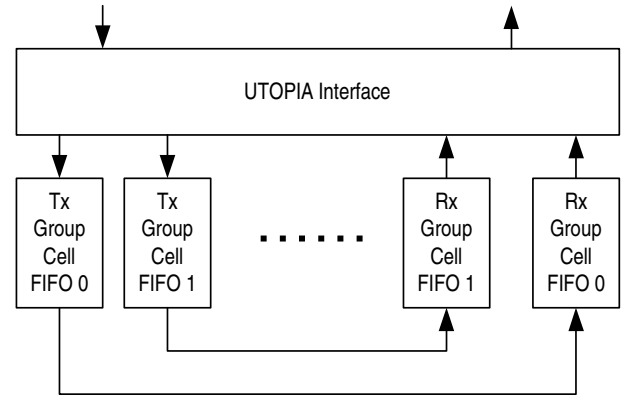 UTOPIA Interface
Tx
Group
Cell
FIFO 0
Tx
Group
Cell
FIFO 1
Rx
Group
Cell
FIFO 1
Rx
Group
Cell
FIFO 0